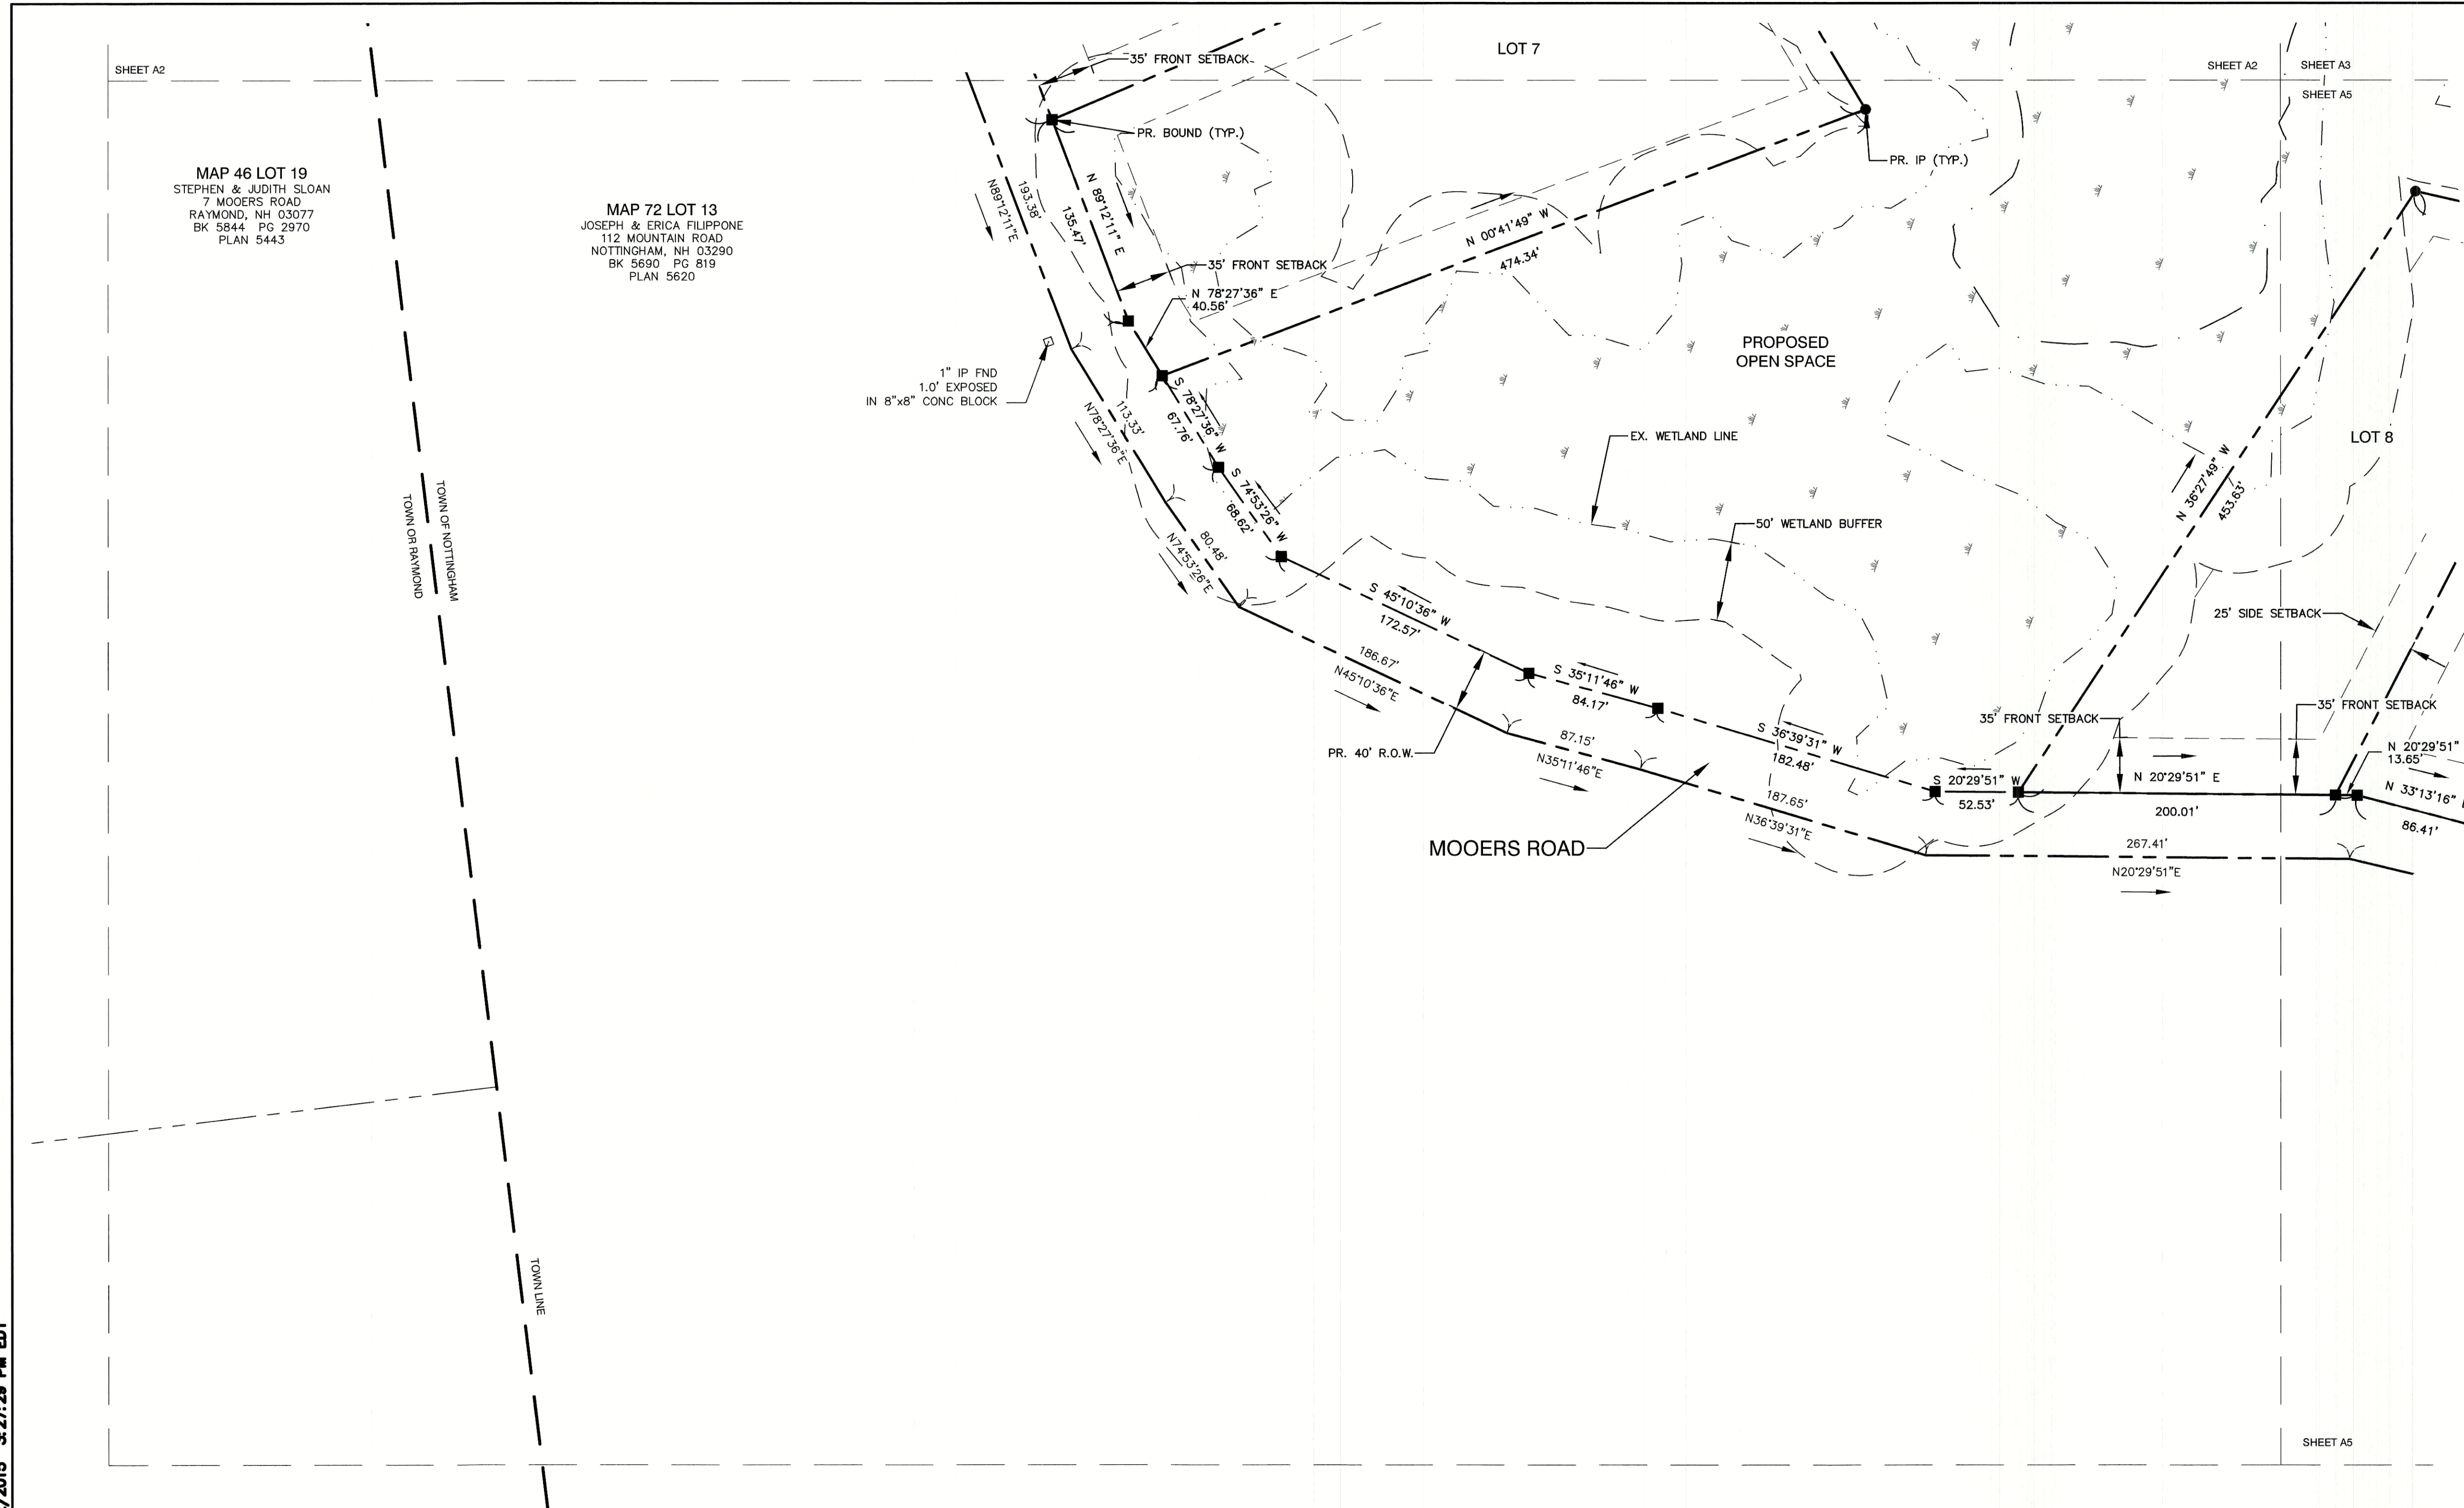 SHEET A2
35' FRONT SETBACK
LOT 7
SHEET A2
SHEET A3
SHEET A5
PR. BOUND (TYP.)
PR. IP (TYP.)
MAP 46 LOT 19
STEPHEN & JUDITH SLOAN
7 MOOERS ROAD
RAYMOND, NH 03077
BK 5844 PG 2970
PLAN 5443
MAP 72 LOT 13
JOSEPH & ERICA FILIPPONE
112 MOUNTAIN ROAD
NOTTINGHAM, NH 03290
BK 5690 PG 819
PLAN 5620
193.38'
N89°12'11"E
N 89°12'11" E
135.47'
35' FRONT SETBACK
N 78°27'36" E
40.56'
N 00°41'49" W
474.34'
PROPOSED
OPEN SPACE
1" IP FND
1.0' EXPOSED
IN 8"x8" CONC BLOCK
113.33'
N78°27'36"E
S 78°27'36" W
67.76'
S 74°53'26" W
68.62'
80.48'
N74°53'26"E
EX. WETLAND LINE
50' WETLAND BUFFER
LOT 8
N 36°27'49" W
453.63'
TOWN OF NOTTINGHAM
TOWN OR RAYMOND
25' SIDE SETBACK
S 45°10'36" W
172.57'
186.67'
N45°10'36"E
S 35°11'46" W
84.17'
87.15'
N35°11'46"E
PR. 40' R.O.W.
S 36°39'31" W
182.48'
187.65'
N36°39'31"E
MOOERS ROAD
35' FRONT SETBACK
35' FRONT SETBACK
S 20°29'51" W
52.53'
N 20°29'51" E
200.01'
N 20°29'51"
13.65'
N 33°13'16"
86.41'
267.41'
N20°29'51"E
TOWN LINE
SHEET A5
/2015 3:27:29 PM EDT